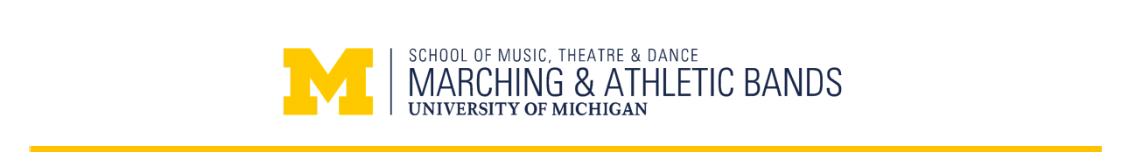 M
SCHOOL OF MUSIC, THEATRE & DANCE
MARCHING & ATHLETIC BANDS
UNIVERSITY OF MICHIGAN